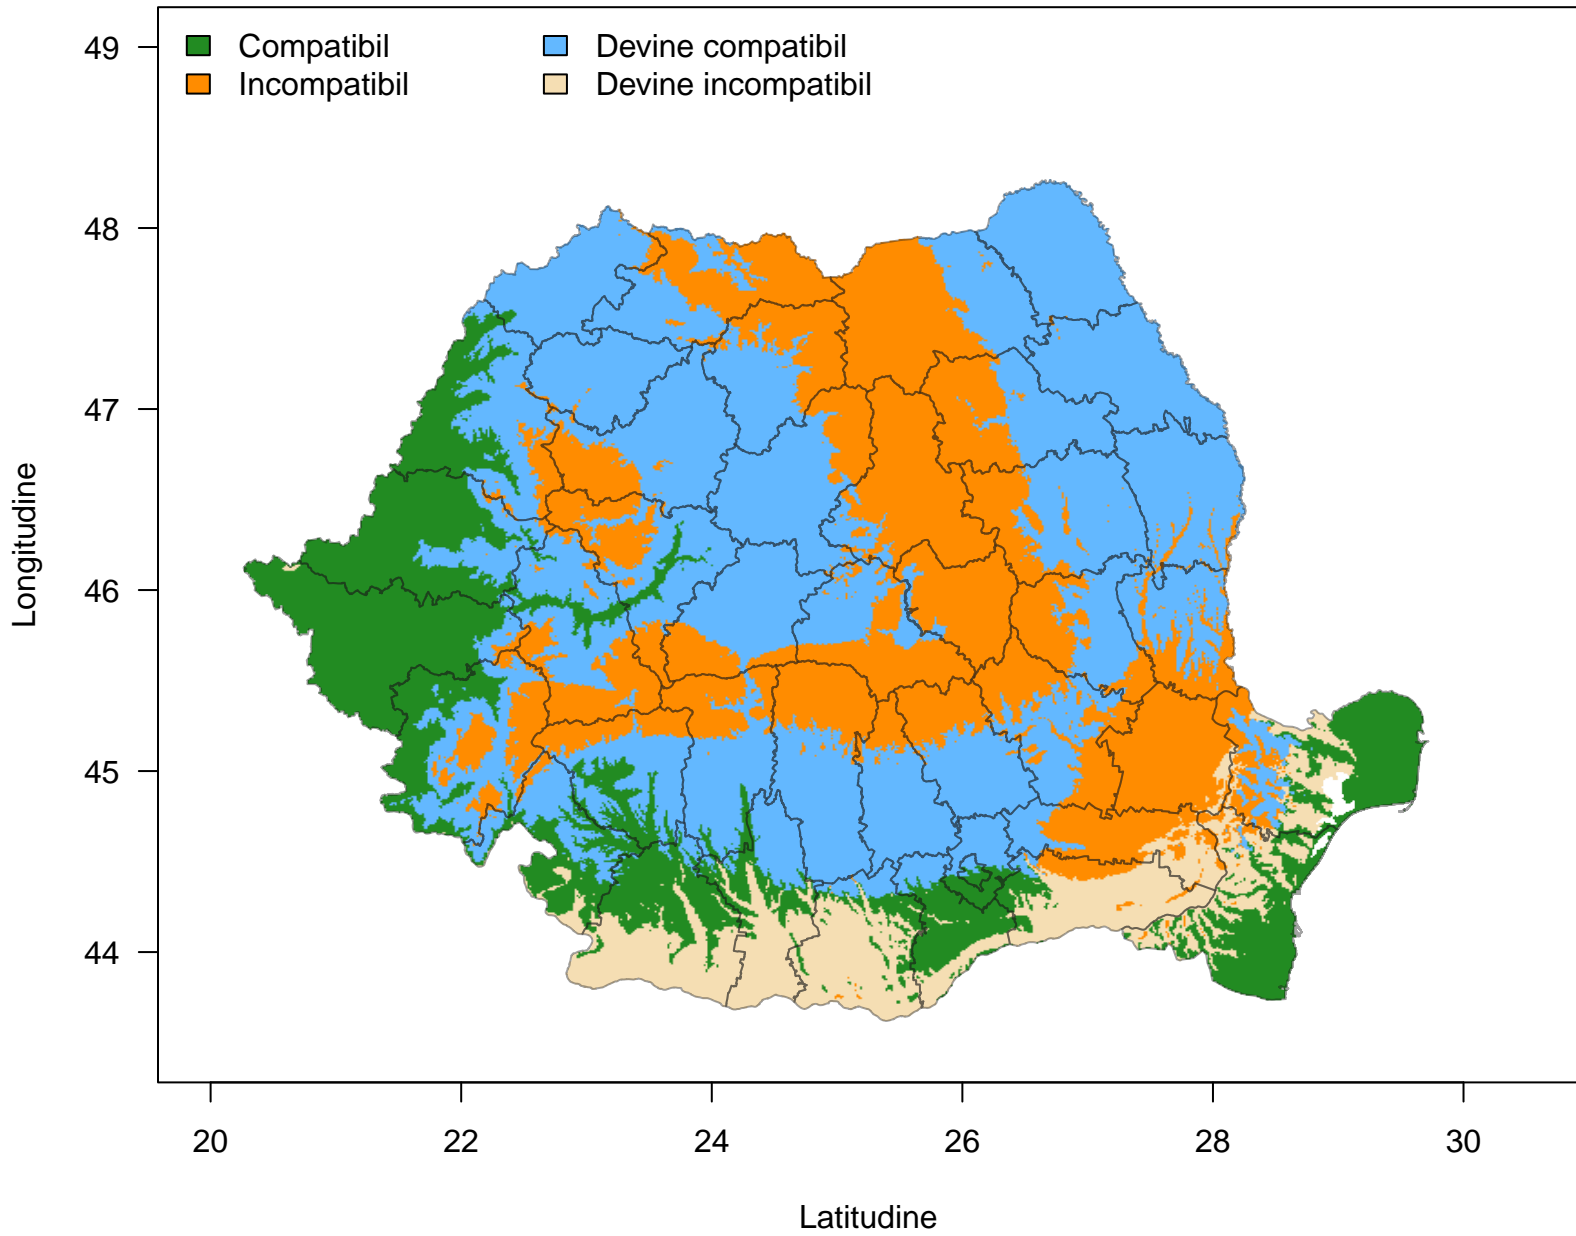 Compatibil
Incompatibil
Devine compatibil
Devine incompatibil
49
48
47
46
45
44
Longitudine
20 22 24 26 28 30
Latitudine